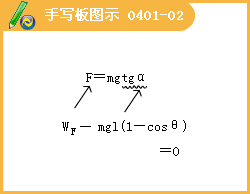 手写板图示 0401-02
F=mgtgα
W_F- mgl(1-cosθ)
=0